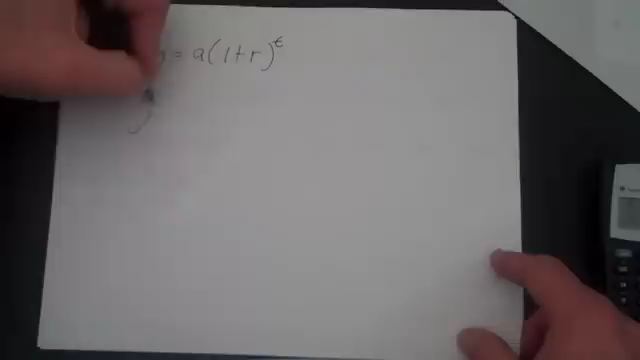 = a(1+r)^t
y